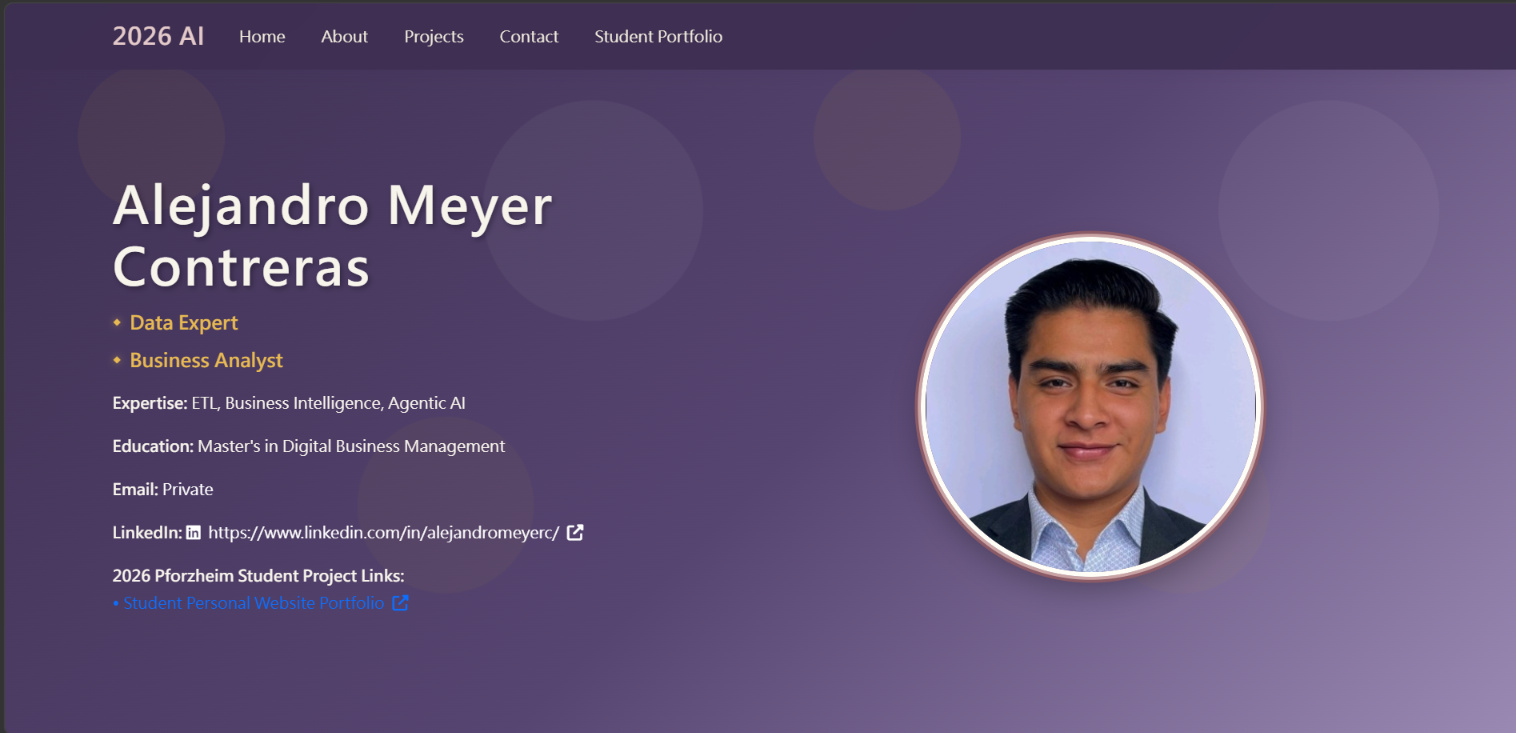 2026 AI Home About Projects Contact Student Portfolio
Alejandro Meyer
Contreras
Data Expert
Business Analyst
Expertise: ETL, Business Intelligence, Agentic AI
Education: Master's in Digital Business Management
Email: Private
LinkedIn: in https://www.linkedin.com/in/alejandromeyerc/
2026 Pforzheim Student Project Links:
• Student Personal Website Portfolio